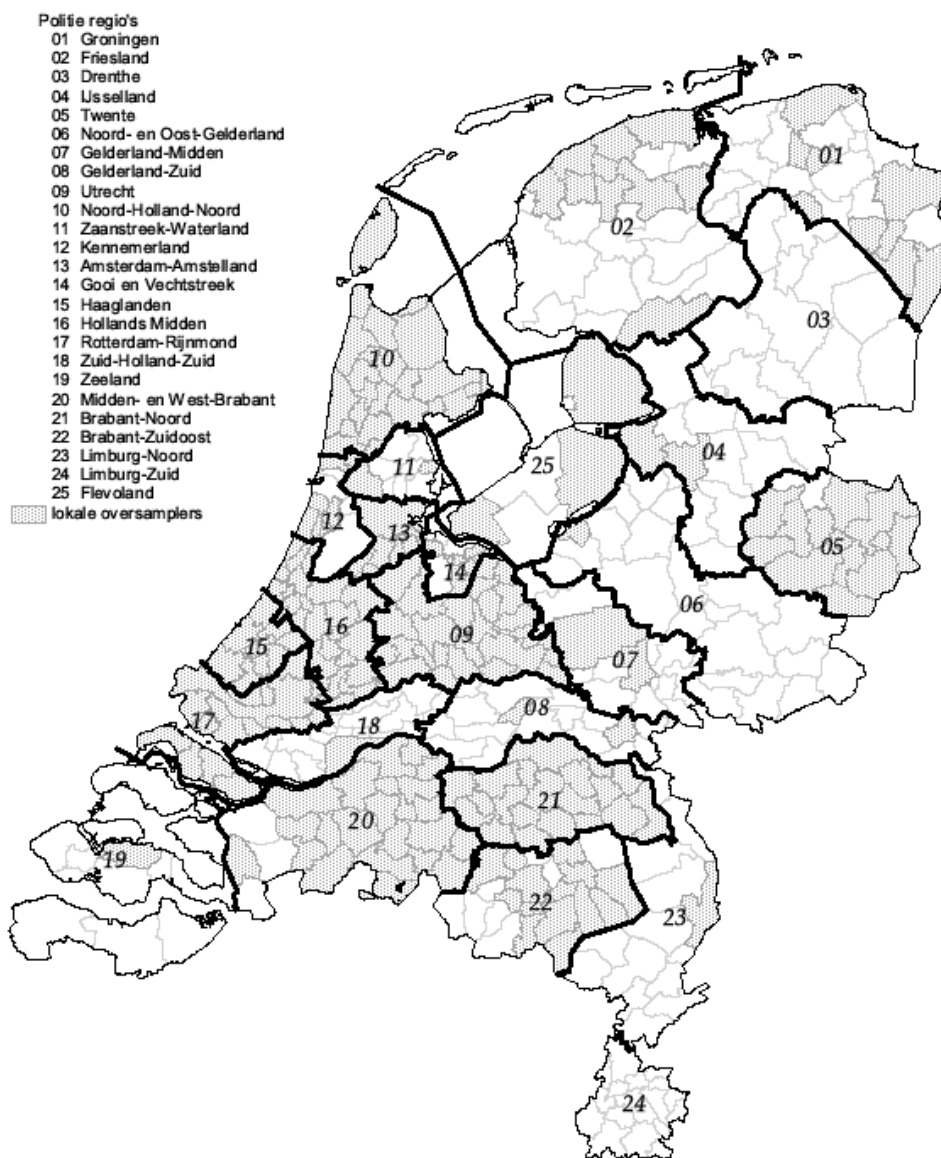 Politie regio's
01 Groningen
02 Friesland
03 Drenthe
04 IJsselland
05 Twente
06 Noord- en Oost-Gelderland
07 Gelderland-Midden
08 Gelderland-Zuid
09 Utrecht
10 Noord-Holland-Noord
11 Zaanstreek-Waterland
12 Kennemerland
13 Amsterdam-Amstelland
14 Gooi en Vechtstreek
15 Haaglanden
16 Hollands Midden
17 Rotterdam-Rijnmond
18 Zuid-Holland-Zuid
19 Zeeland
20 Midden- en West-Brabant
21 Brabant-Noord
22 Brabant-Zuidoost
23 Limburg-Noord
24 Limburg-Zuid
25 Flevoland
lokale oversamplers
01
02
03
10
04
11
25
12
13
05
14
06
16
09
15
07
08
17
18
21
20
19
22
23
24